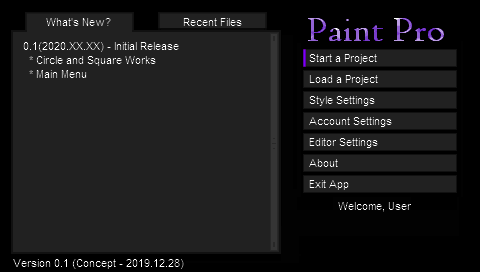 What's New?
Recent Files
0.1(2020.XX.XX) - Initial Release
* Circle and Square Works
* Main Menu
Version 0.1 (Concept - 2019.12.28)
Paint Pro
Start a Project
Load a Project
Style Settings
Account Settings
Editor Settings
About
Exit App
Welcome, User